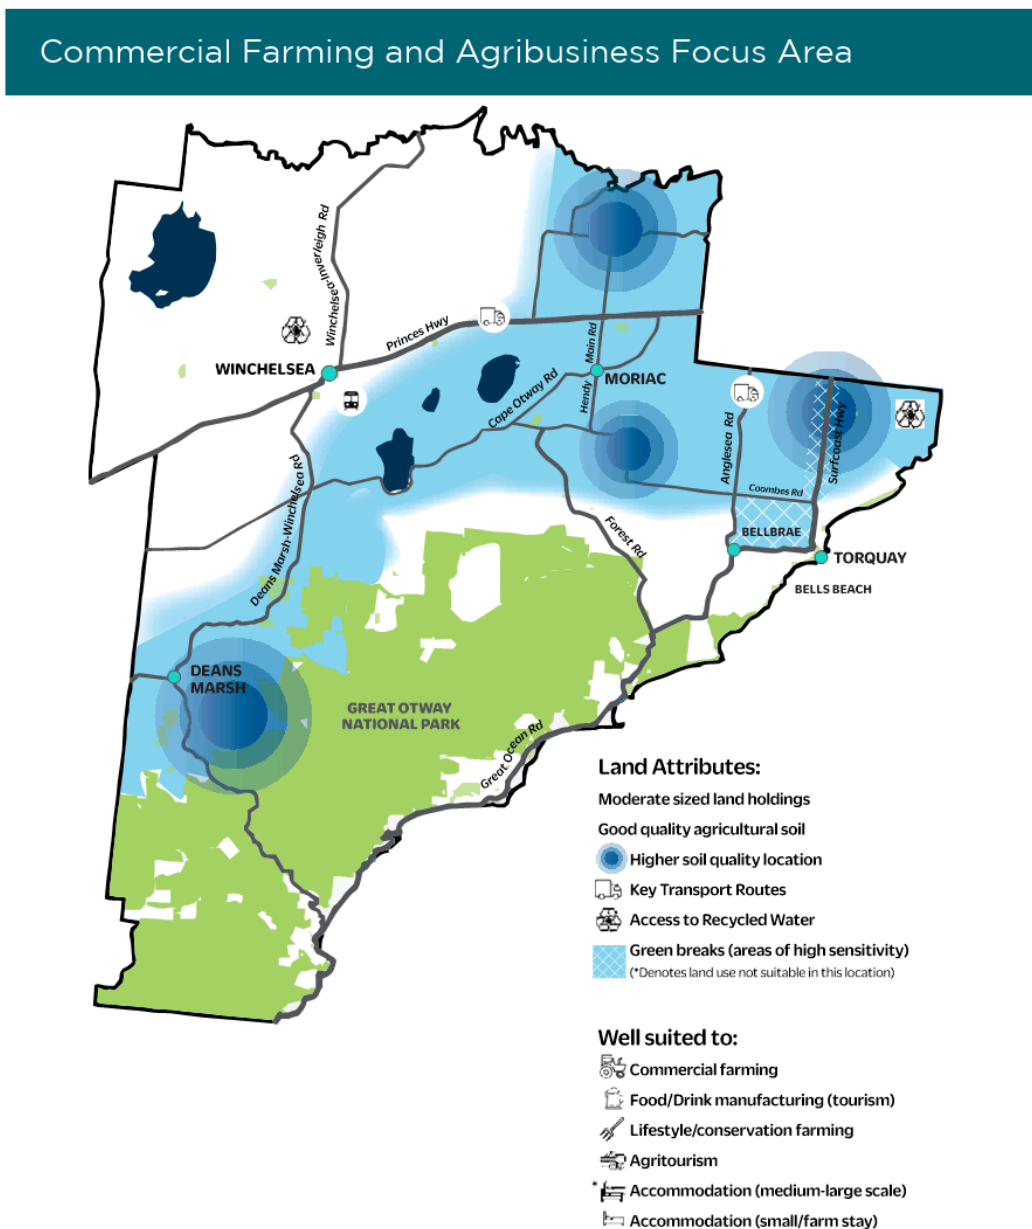 Commercial Farming and Agribusiness Focus Area
Winchelsea-Inverleigh Rd
Princes Hwy
WINCHELSEA
Main Rd
MORIAC
Hendy
Cape Otway Rd
Anglesea Rd
Surfcoast Hwy
Coombes Rd
Deans Marsh-Winchelsea Rd
Forest Rd
BELLBRAE
TORQUAY
BELLS BEACH
DEANS
MARSH
GREAT OTWAY
NATIONAL PARK
Great Ocean Rd
Land Attributes:
Moderate sized land holdings
Good quality agricultural soil
Higher soil quality location
Key Transport Routes
Access to Recycled Water
Green breaks (areas of high sensitivity)
(*Denotes land use not suitable in this location)
Well suited to:
Commercial farming
Food/Drink manufacturing (tourism)
Lifestyle/conservation farming
Agritourism
* Accommodation (medium-large scale)
Accommodation (small/farm stay)